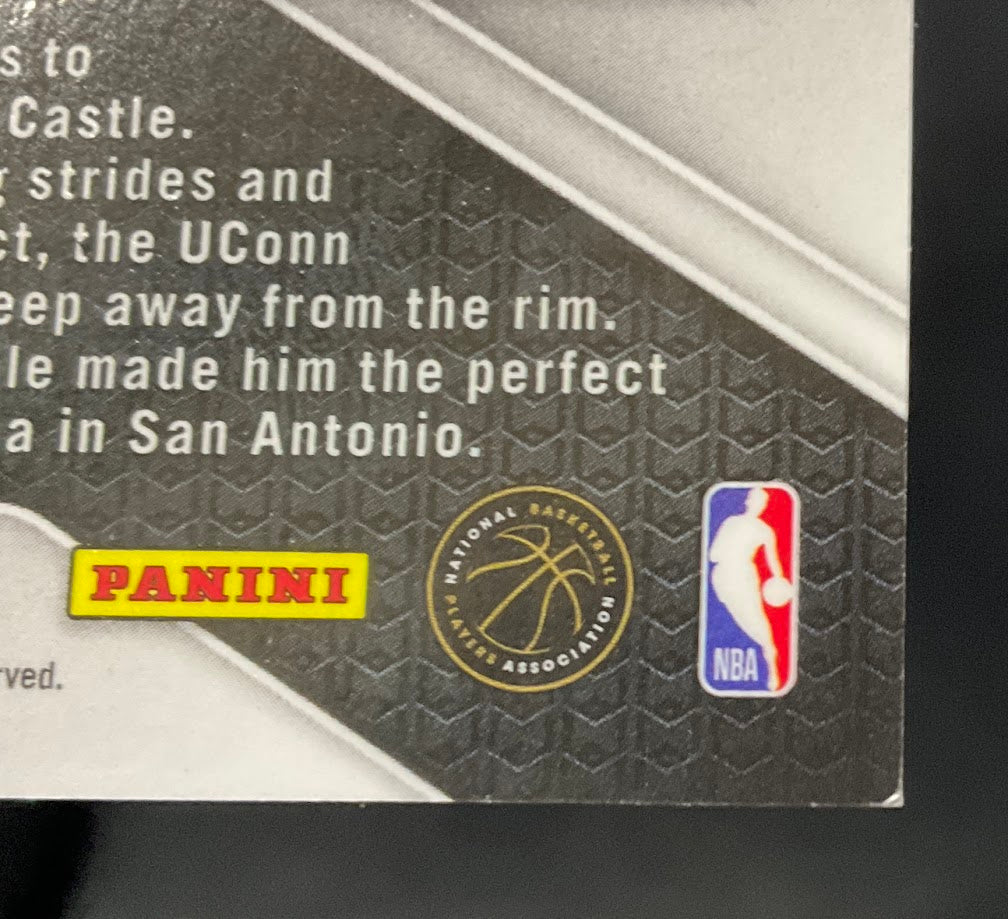 s to
Castle.
strides and
ct, the UConn
eep away from the rim.
le made him the perfect
a in San Antonio.
PANINI
NATIONAL BASKETBALL
PLAYERS ASSOCIATION
NBA
rved.